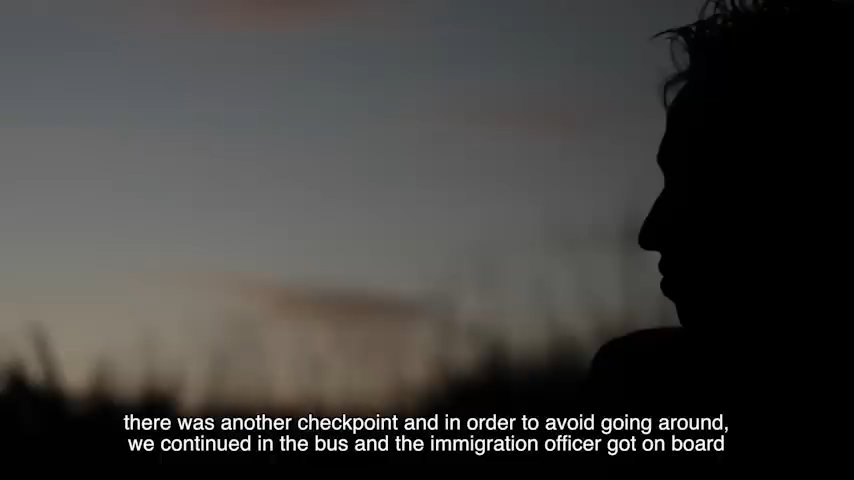 there was another checkpoint and in order to avoid going around,
we continued in the bus and the immigration officer got on board